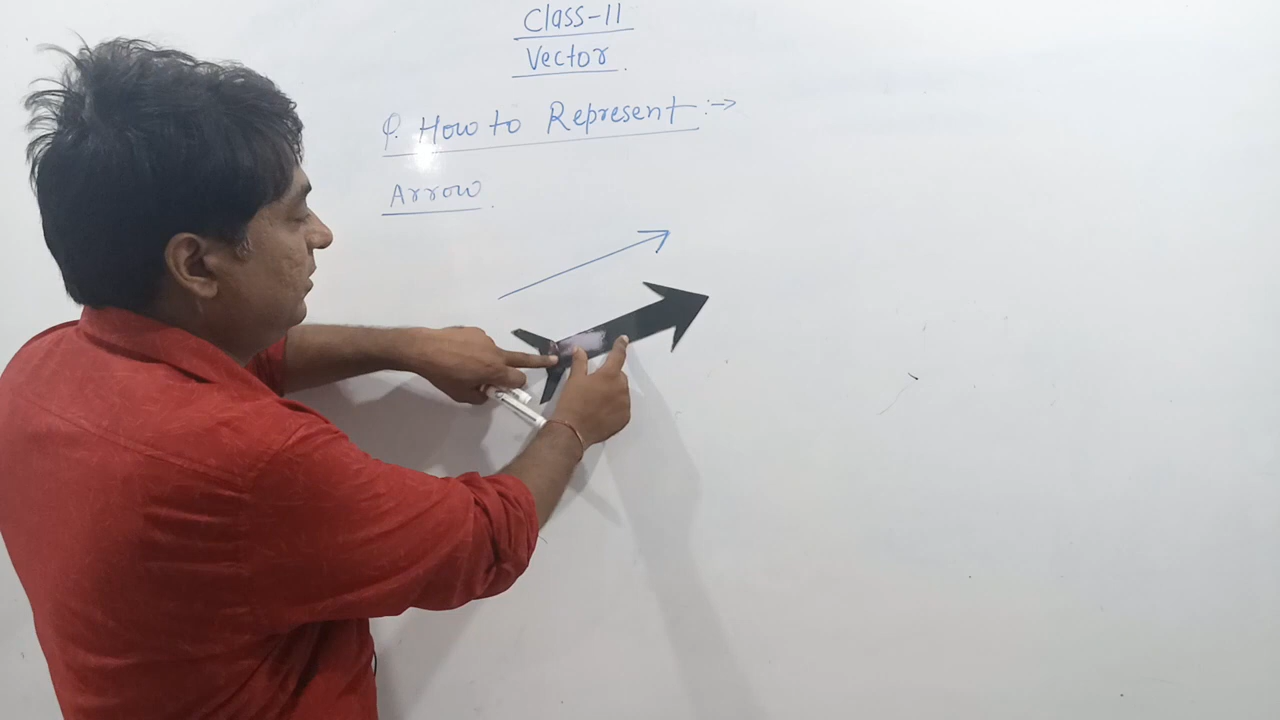 Class-11
Vector.
Q. How to Represent :→
Arrow.